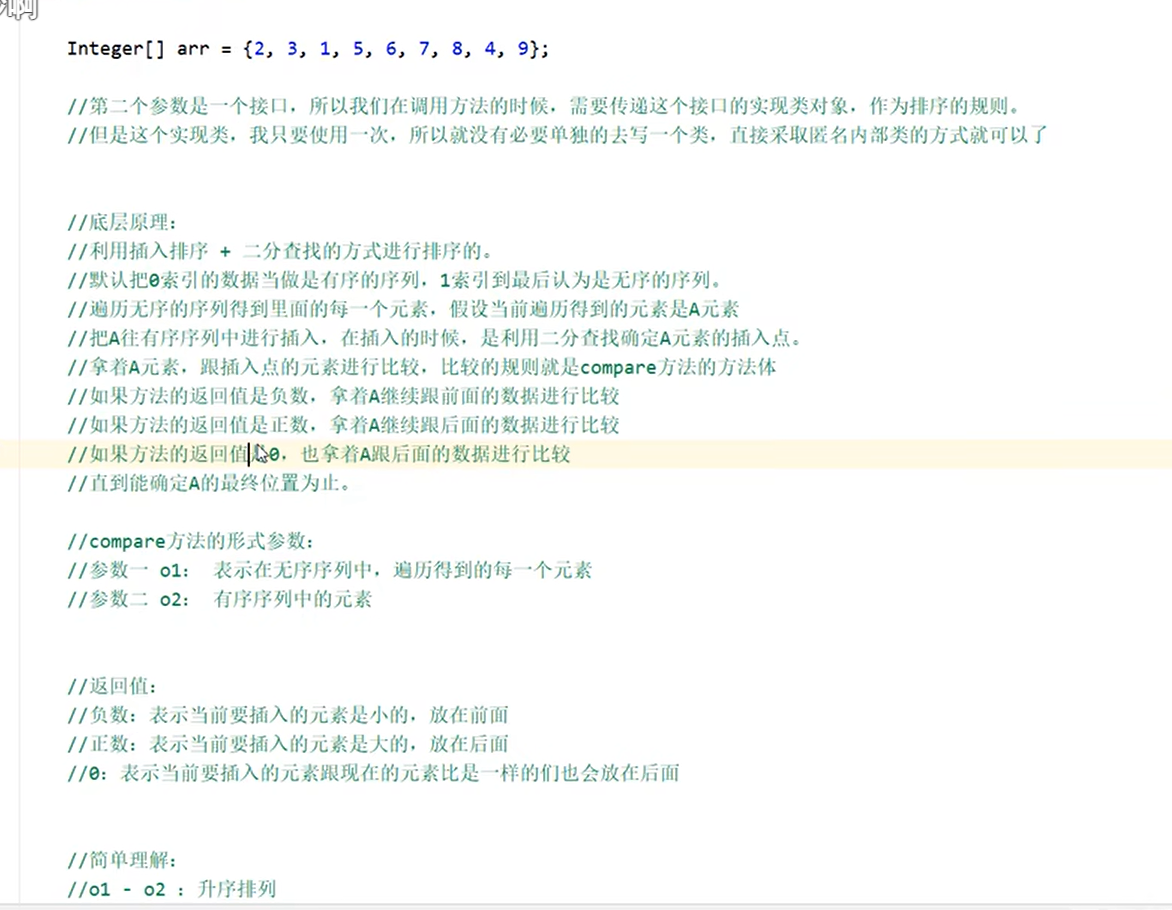 啊
Integer[] arr = {2, 3, 1, 5, 6, 7, 8, 4, 9};
//第二个参数是一个接口，所以我们在调用方法的时候，需要传递这个接口的实现类对象，作为排序的规则。
//但是这个实现类，我只要使用一次，所以就没有必要单独的去写一个类，直接采取匿名内部类的方式就可以了
//底层原理：
//利用插入排序 + 二分查找的方式进行排序的。
//默认把0索引的数据当做是有序的序列，1索引到最后认为是无序的序列。
//遍历无序的序列得到里面的每一个元素，假设当前遍历得到的元素是A元素
//把A往有序序列中进行插入，在插入的时候，是利用二分查找确定A元素的插入点。
//拿着A元素，跟插入点的元素进行比较，比较的规则就是compare方法的方法体
//如果方法的返回值是负数，拿着A继续跟前面的数据进行比较
//如果方法的返回值是正数，拿着A继续跟后面的数据进行比较
//如果方法的返回值0，也拿着A跟后面的数据进行比较
//直到能确定A的最终位置为止。
//compare方法的形式参数：
//参数一 o1： 表示在无序序列中，遍历得到的每一个元素
//参数二 o2： 有序序列中的元素
//返回值：
//负数：表示当前要插入的元素是小的，放在前面
//正数：表示当前要插入的元素是大的，放在后面
//0：表示当前要插入的元素跟现在的元素比是一样的们也会放在后面
//简单理解：
//o1 - o2 : 升序排列